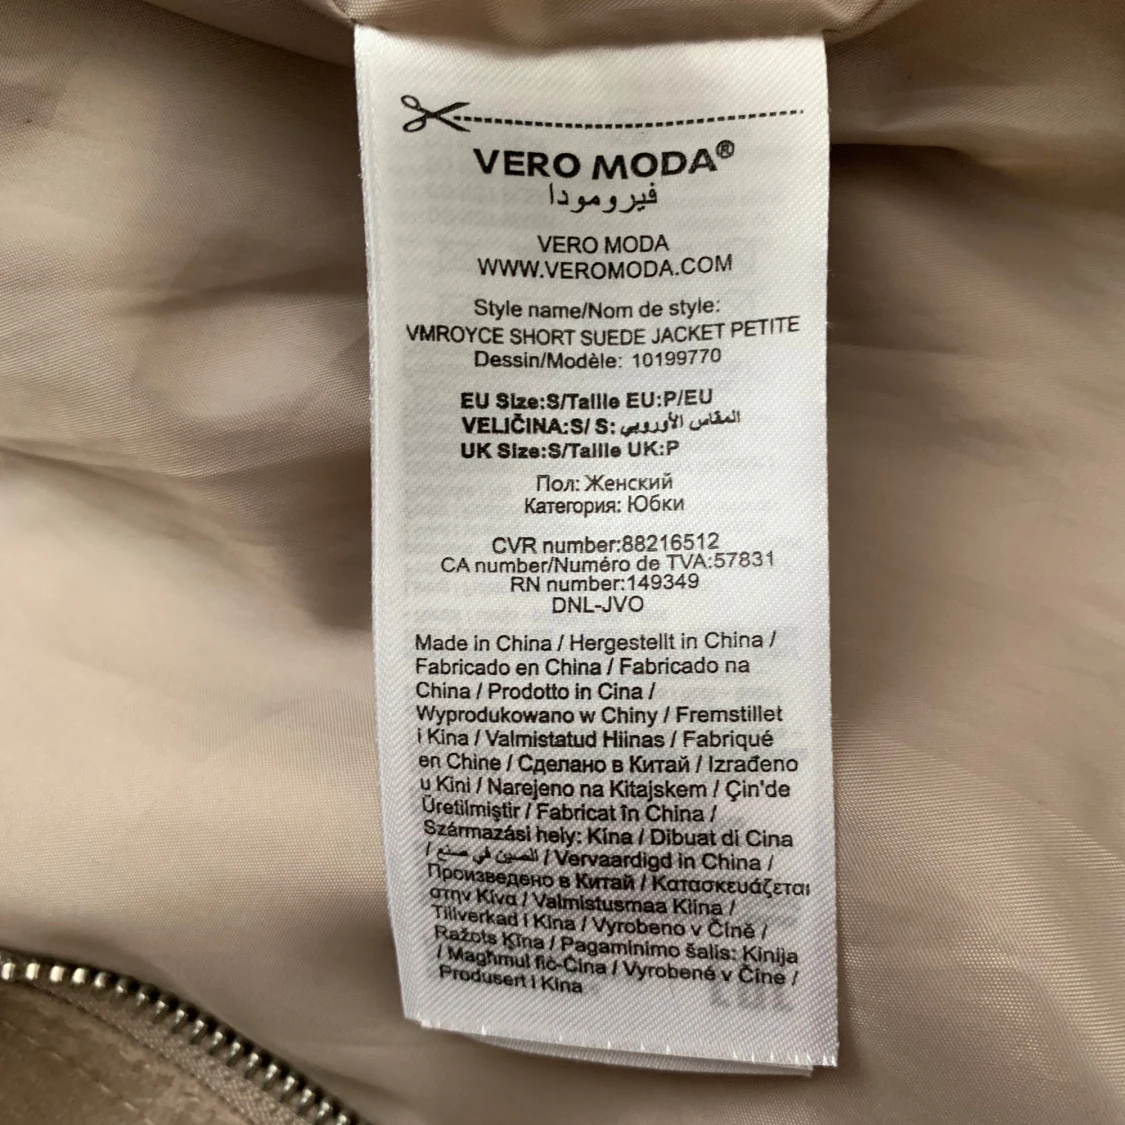 VERO MODA®
فيرومودا
VERO MODA
WWW.VEROMODA.COM
Style name/Nom de style:
VMROYCE SHORT SUEDE JACKET PETITE
Dessin/Modèle: 10199770
EU Size:S/Taille EU:P/EU
VELIČINA:S/ S: المقاس الأوروبي
UK Size:S/Taille UK:P
Пол: Женский
Категория: Юбки
CVR number:88216512
CA number/Numéro de TVA:57831
RN number:149349
DNL-JVO
Made in China / Hergestellt in China /
Fabricado en China / Fabricado na
China / Prodotto in Cina /
Wyprodukowano w Chiny / Fremstillet
i Kina / Valmistatud Hiinas / Fabriqué
en Chine / Сделано в Китай / Izrađeno
u Kini / Narejeno na Kitajskem / Çin'de
Üretilmiştir / Fabricat în China /
Származási hely: Kína / Dibuat di Cina
/ الصين في صنع / Vervaardigd in China /
Произведено в Китай / Κατασκευάζεται
στην Κίνα / Valmistusmaa Kiina /
Tillverkad i Kina / Vyrobeno v Číně /
Ražots Ķīna / Pagaminimo šalis: Kinija
/ Magħmul fiċ-Ċina / Vyrobené v Číne /
Produsert i Kina